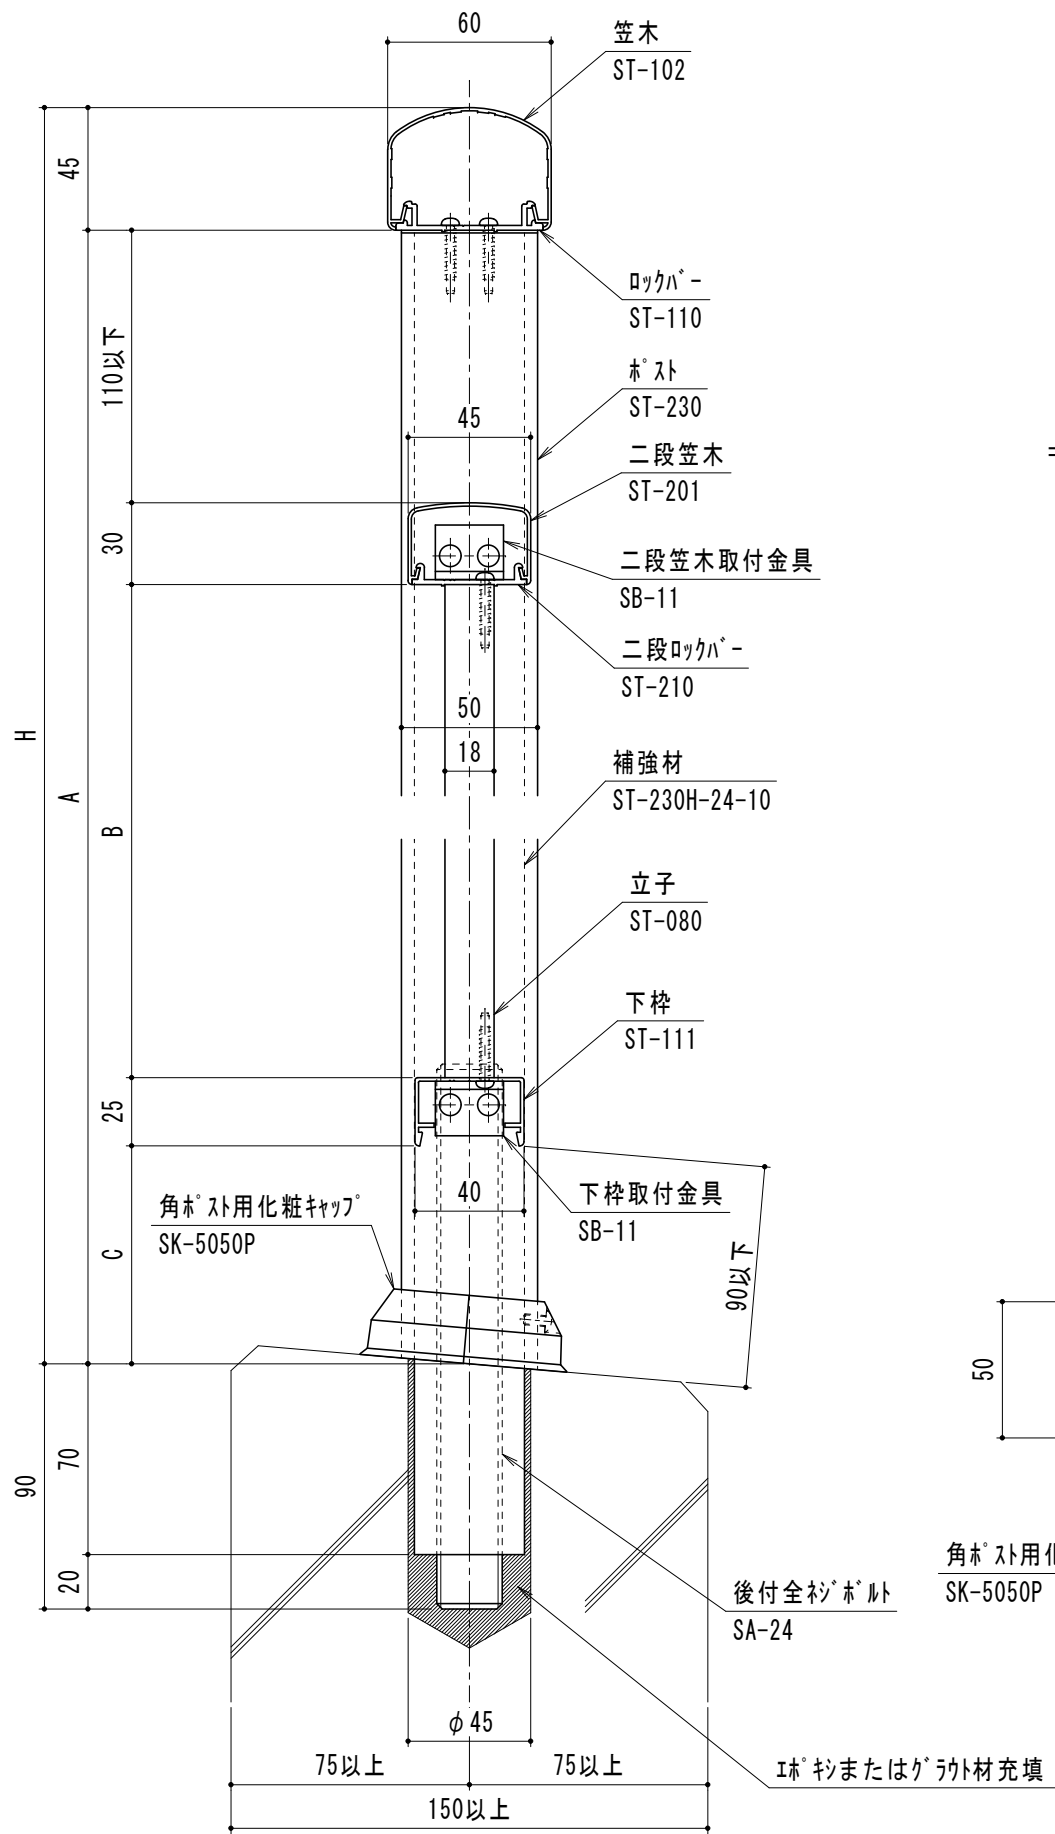 60
笠木
ST-102
45
ロックバー
ST-110
110以下
ポスト
ST-230
45
二段笠木
ST-201
30
二段笠木取付金具
SB-11
二段ロックバー
ST-210
50
H
18
補強材
ST-230H-24-10
A
B
立子
ST-080
下枠
ST-111
25
40
下枠取付金具
SB-11
角ポスト用化粧キャップ
SK-5050P
C
90以下
50
70
90
20
後付全ネジボルト
SA-24
角ポスト用化
SK-5050P
φ45
75以上
75以上
エポキシまたはグラウト材充填
150以上